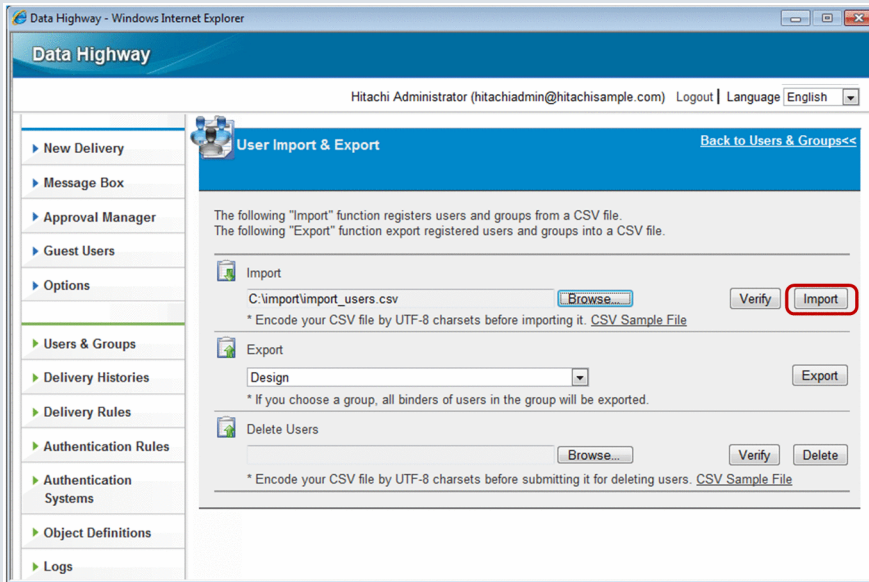 Data Highway - Windows Internet Explorer
Data Highway
Hitachi Administrator (hitachiadmin@hitachisample.com) Logout Language English
New Delivery
Message Box
Approval Manager
Guest Users
Options
Users & Groups
Delivery Histories
Delivery Rules
Authentication Rules
Authentication
Systems
Object Definitions
Logs
User Import & Export
Back to Users & Groups<<
The following "Import" function registers users and groups from a CSV file.
The following "Export" function export registered users and groups into a CSV file.
Import
C:\import\import_users.csv Browse... Verify Import
* Encode your CSV file by UTF-8 charsets before importing it. CSV Sample File
Export
Design Export
* If you choose a group, all binders of users in the group will be exported.
Delete Users
Browse... Verify Delete
* Encode your CSV file by UTF-8 charsets before submitting it for deleting users. CSV Sample File